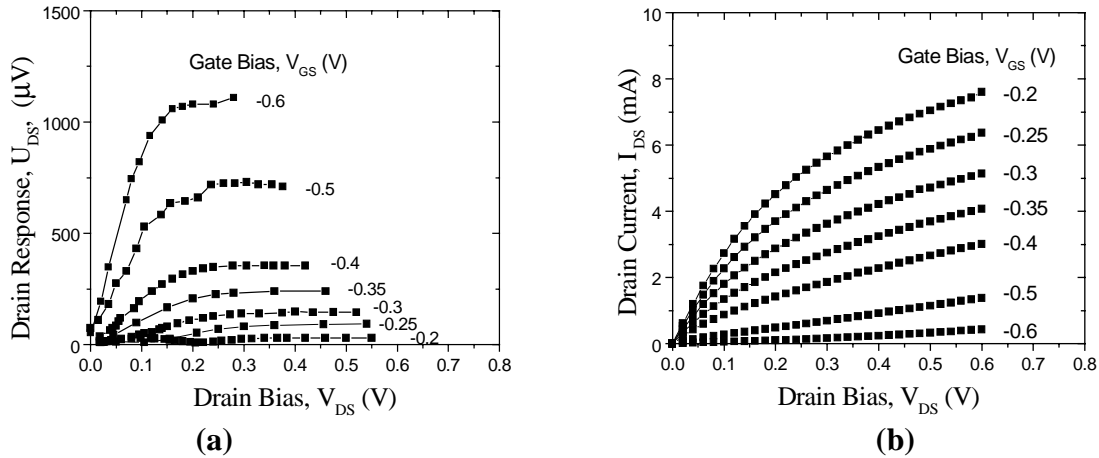 1500
1000
500
0
Drain Response, U_DS, (μV)
Gate Bias, V_GS (V)
-0.6
-0.5
-0.4
-0.35
-0.3
-0.25
-0.2
0.0 0.1 0.2 0.3 0.4 0.5 0.6 0.7 0.8
Drain Bias, V_DS (V)
(a)
10
8
6
4
2
0
Drain Current, I_DS (mA)
Gate Bias, V_GS (V)
-0.2
-0.25
-0.3
-0.35
-0.4
-0.5
-0.6
0.0 0.1 0.2 0.3 0.4 0.5 0.6 0.7 0.8
Drain Bias, V_DS (V)
(b)